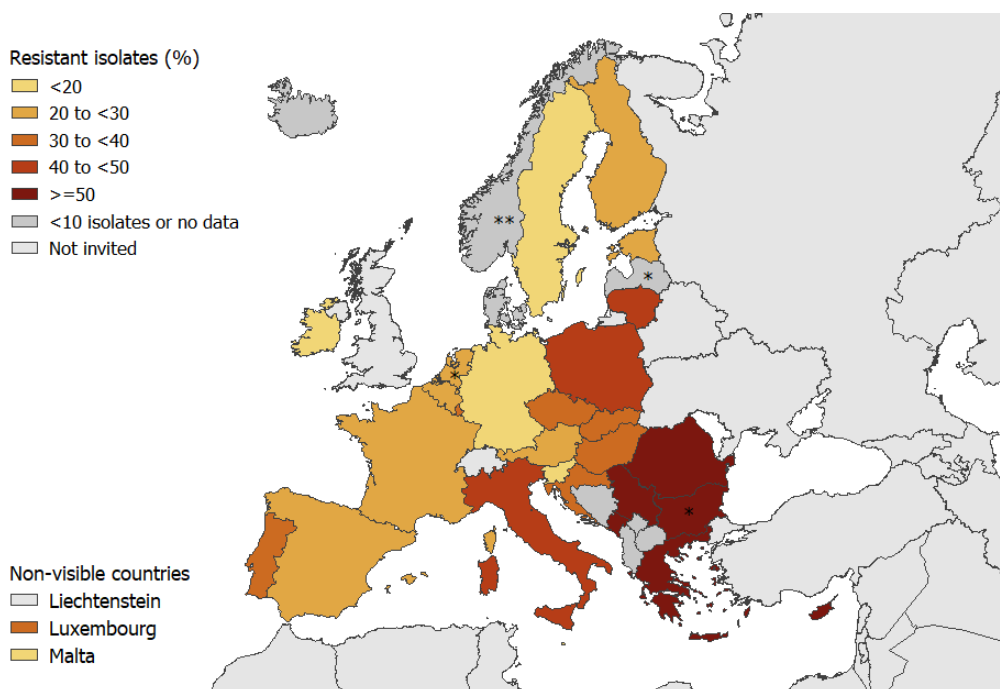 Resistant isolates (%)
<20
20 to <30
30 to <40
40 to <50
>=50
<10 isolates or no data
Not invited
**
*
*
*
Non-visible countries
Liechtenstein
Luxembourg
Malta